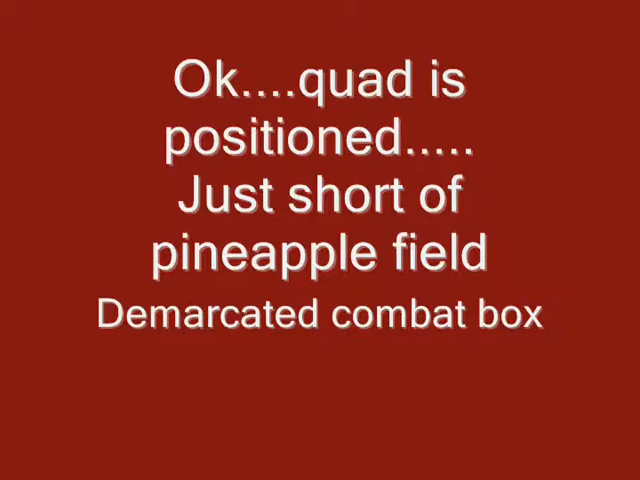 Ok....quad is
positioned.....
Just short of
pineapple field
Demarcated combat box